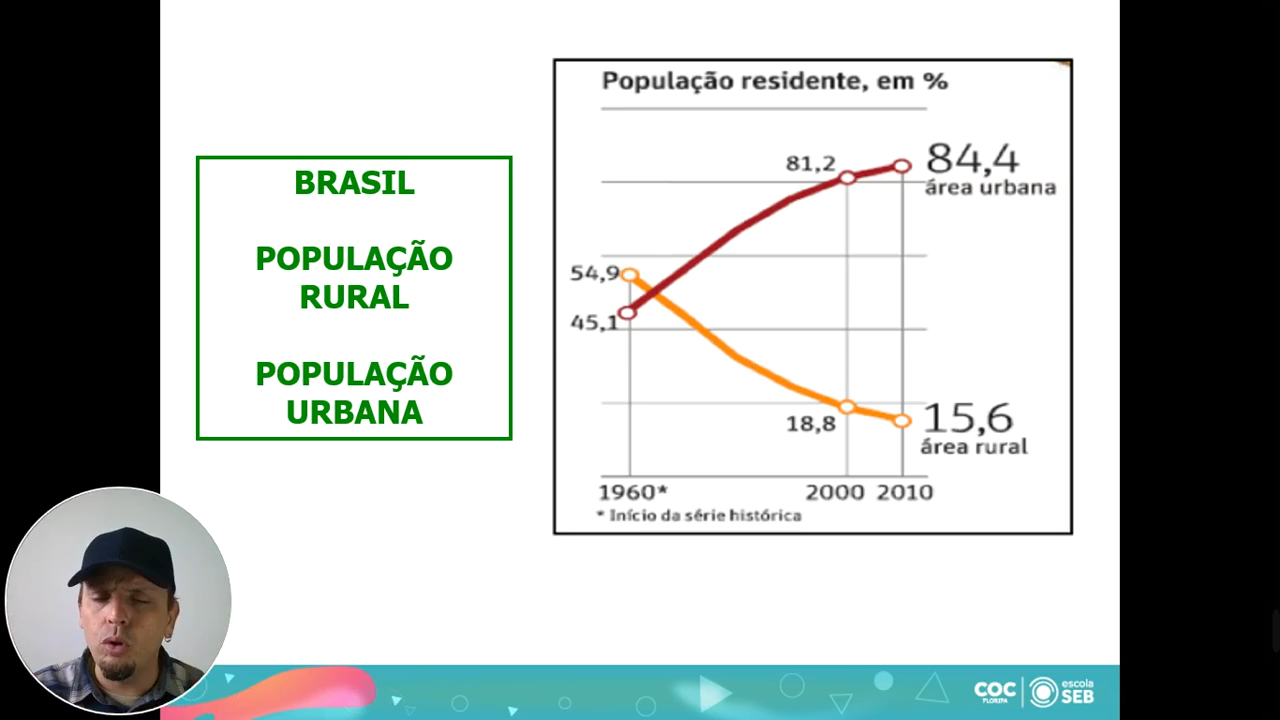 BRASIL
POPULAÇÃO
RURAL
POPULAÇÃO
URBANA
População residente, em %
81,2
84,4
área urbana
54,9
45,1
18,8
15,6
área rural
1960* 2000 2010
* Início da série histórica
COC
FLORIPA
escola
SEB